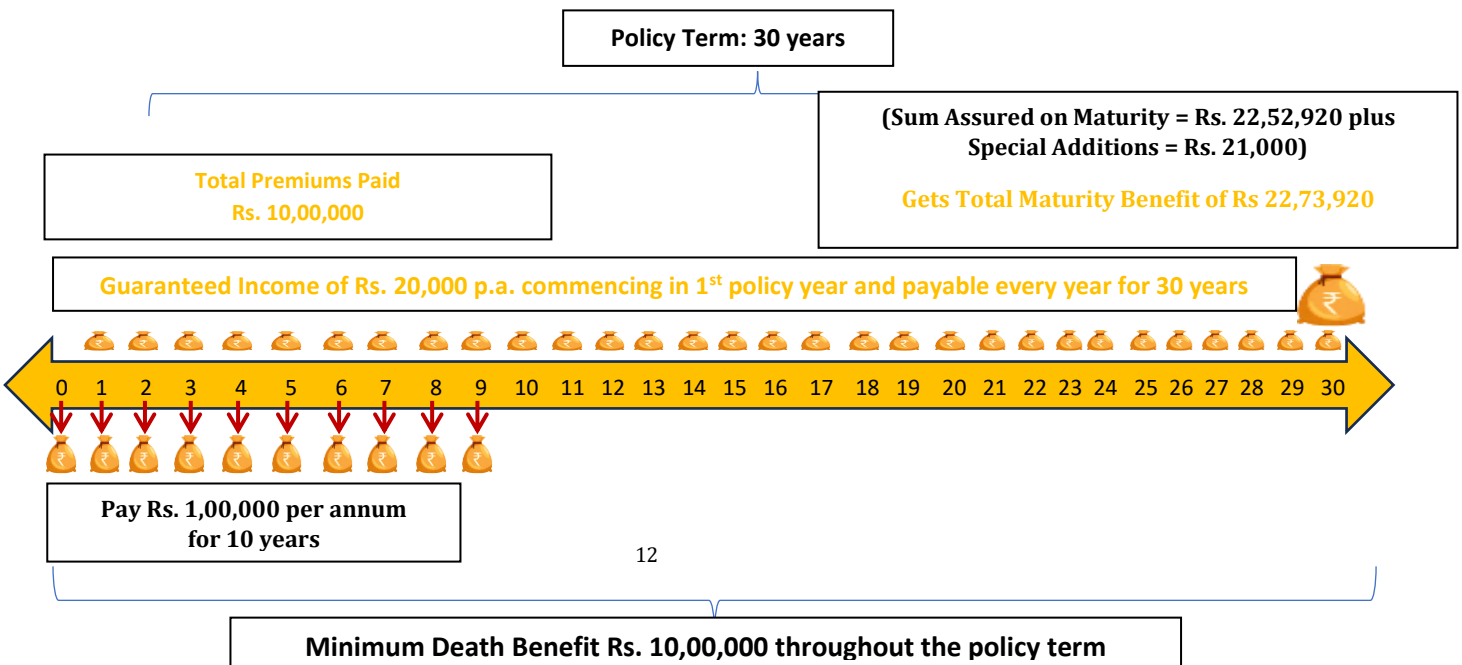 Policy Term: 30 years
(Sum Assured on Maturity = Rs. 22,52,920 plus
Special Additions = Rs. 21,000)
Gets Total Maturity Benefit of Rs 22,73,920
Total Premiums Paid
Rs. 10,00,000
Guaranteed Income of Rs. 20,000 p.a. commencing in 1st policy year and payable every year for 30 years
0 1 2 3 4 5 6 7 8 9 10 11 12 13 14 15 16 17 18 19 20 21 22 23 24 25 26 27 28 29 30
Pay Rs. 1,00,000 per annum
for 10 years
12
Minimum Death Benefit Rs. 10,00,000 throughout the policy term